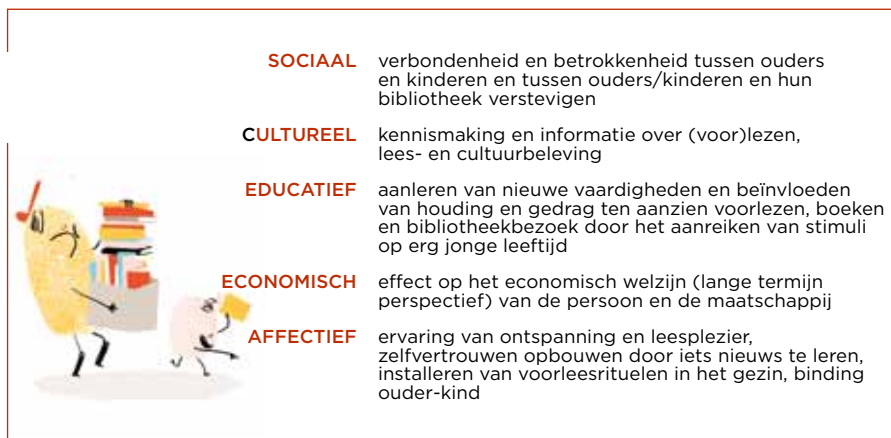 SOCIAAL verbondenheid en betrokkenheid tussen ouders
en kinderen en tussen ouders/kinderen en hun
bibliotheek verstevigen
CULTUREEL kennismaking en informatie over (voor)lezen,
lees- en cultuurbeleving
EDUCATIEF aanleren van nieuwe vaardigheden en beïnvloeden
van houding en gedrag ten aanzien voorlezen, boeken
en bibliotheekbezoek door het aanreiken van stimuli
op erg jonge leeftijd
ECONOMISCH effect op het economisch welzijn (lange termijn
perspectief) van de persoon en de maatschappij
AFFECTIEF ervaring van ontspanning en leesplezier,
zelfvertrouwen opbouwen door iets nieuws te leren,
installeren van voorleesrituelen in het gezin, binding
ouder-kind